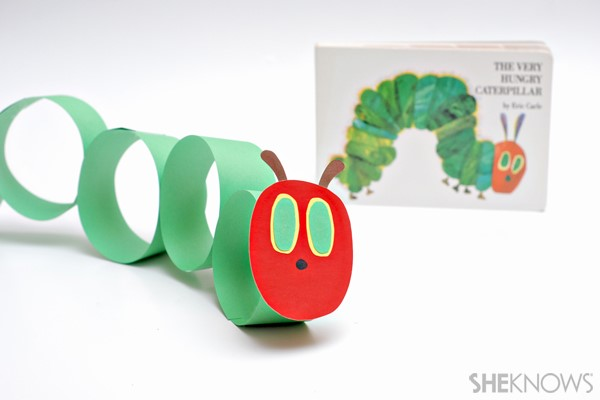 THE VERY
HUNGRY
CATERPILLAR
by Eric Carle
SHEKNOWS